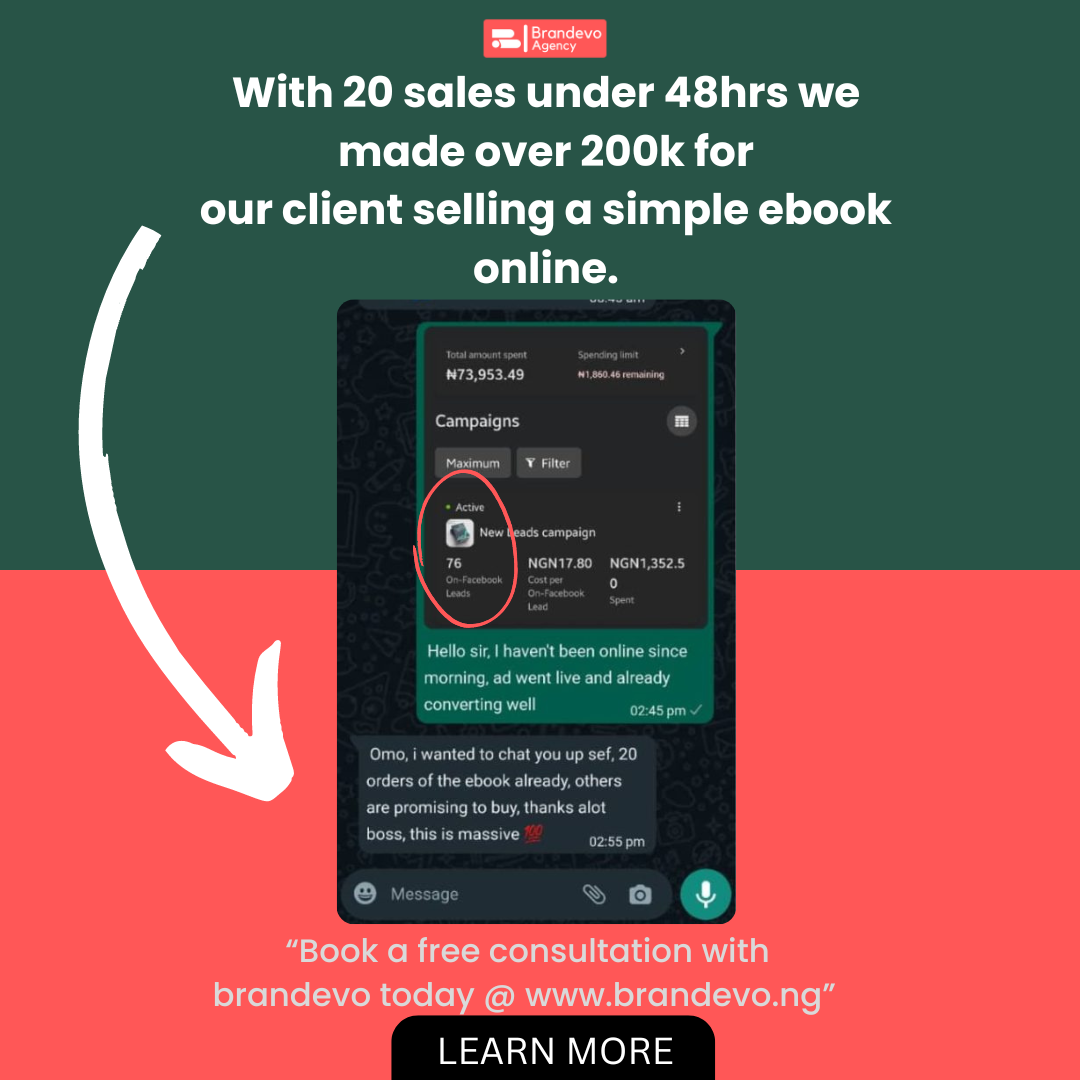 Brandevo
Agency
With 20 sales under 48hrs we
made over 200k for
our client selling a simple ebook
online.
Total amount spent
Spending limit
₦73,953.49
₦1,860.46 remaining
Campaigns
Maximum
Filter
Active
New Leads campaign
76
NGN17.80
NGN1,352.5
0
On-Facebook
Leads
Cost per
On-Facebook
Lead
Spent
Hello sir, I haven't been online since
morning, ad went live and already
converting well
02:45 pm
Omo, i wanted to chat you up sef, 20
orders of the ebook already, others
are promising to buy, thanks alot
boss, this is massive 💯
02:55 pm
Message
“Book a free consultation with
brandevo today @ www.brandevo.ng”
LEARN MORE